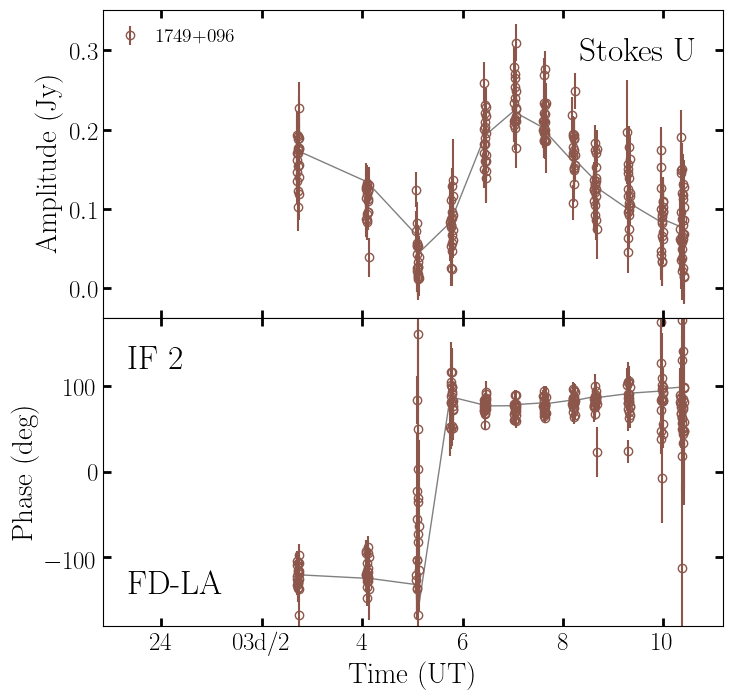 1749+096
Stokes U
0.3
0.2
0.1
0.0
Amplitude (Jy)
IF 2
100
0
−100
Phase (deg)
FD-LA
24 03d/2 4 6 8 10
Time (UT)